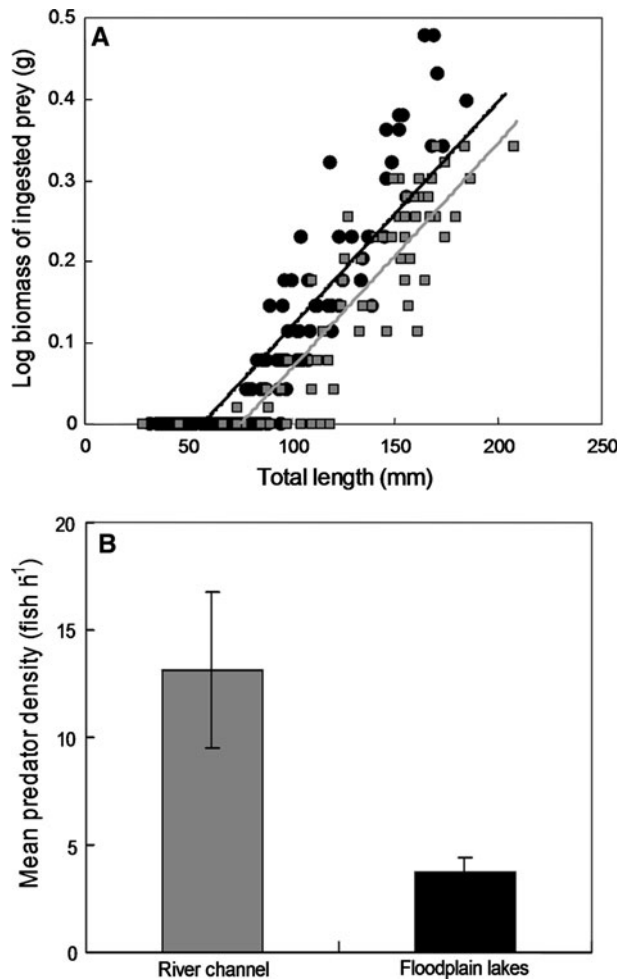 A
Log biomass of ingested prey (g)
0.5
0.4
0.3
0.2
0.1
0
0 50 100 150 200 250
Total length (mm)
B
Mean predator density (fish h⁻¹)
20
15
10
5
0
River channel Floodplain lakes